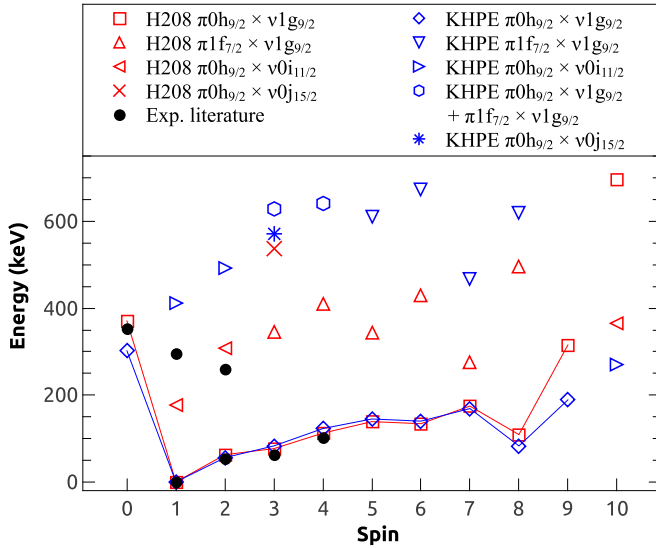 H208 π0h9/2 × ν1g9/2
H208 π1f7/2 × ν1g9/2
H208 π0h9/2 × ν0i11/2
H208 π0h9/2 × ν0j15/2
Exp. literature
KHPE π0h9/2 × ν1g9/2
KHPE π1f7/2 × ν1g9/2
KHPE π0h9/2 × ν0i11/2
KHPE π0h9/2 × ν1g9/2
+ π1f7/2 × ν1g9/2
KHPE π0h9/2 × ν0j15/2
Energy (keV)
600
400
200
0
0 1 2 3 4 5 6 7 8 9 10
Spin